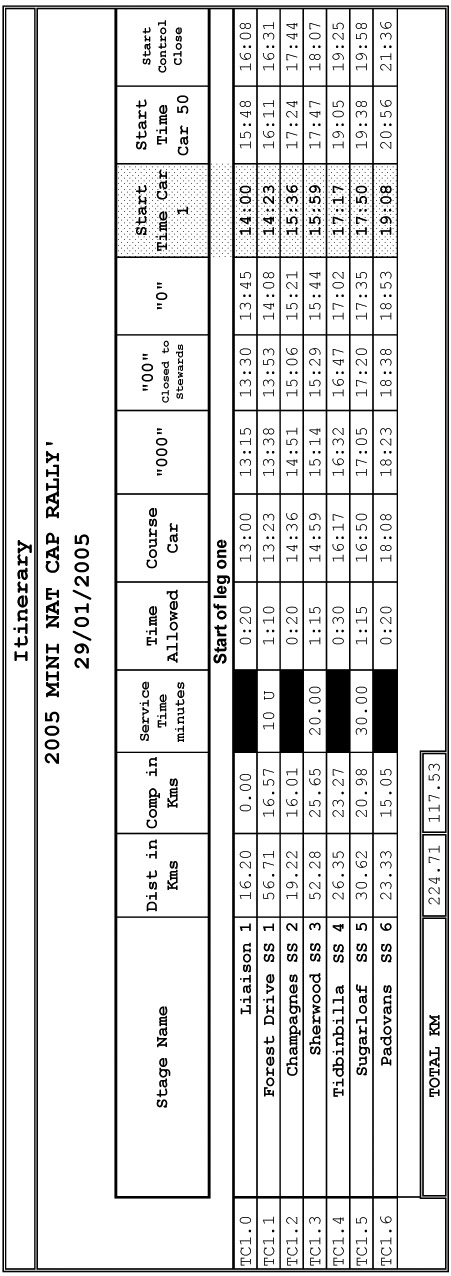 Itinerary
2005 MINI NAT CAP RALLY'
29/01/2005
Stage Name Dist in Kms Comp in Kms Service Time minutes Time Allowed Course Car "000" "00" Closed to Stewards "0" Start Time Car 1 Start Time Car 50 Start Control Close
Start of leg one
TC1.0 Liaison 1 16.20 0.00 0:20 13:00 13:15 13:30 13:45 14:00 15:48 16:08
TC1.1 Forest Drive SS 1 56.71 16.57 10 U 1:10 13:23 13:38 13:53 14:08 14:23 16:11 16:31
TC1.2 Champagnes SS 2 19.22 16.01 0:20 14:36 14:51 15:06 15:21 15:36 17:24 17:44
TC1.3 Sherwood SS 3 52.28 25.65 20.00 1:15 14:59 15:14 15:29 15:44 15:59 17:47 18:07
TC1.4 Tidbinbilla SS 4 26.35 23.27 0:30 16:17 16:32 16:47 17:02 17:17 19:05 19:25
TC1.5 Sugarloaf SS 5 30.62 20.98 30.00 1:15 16:50 17:05 17:20 17:35 17:50 19:38 19:58
TC1.6 Padovans SS 6 23.33 15.05 0:20 18:08 18:23 18:38 18:53 19:08 20:56 21:36
TOTAL KM 224.71 117.53